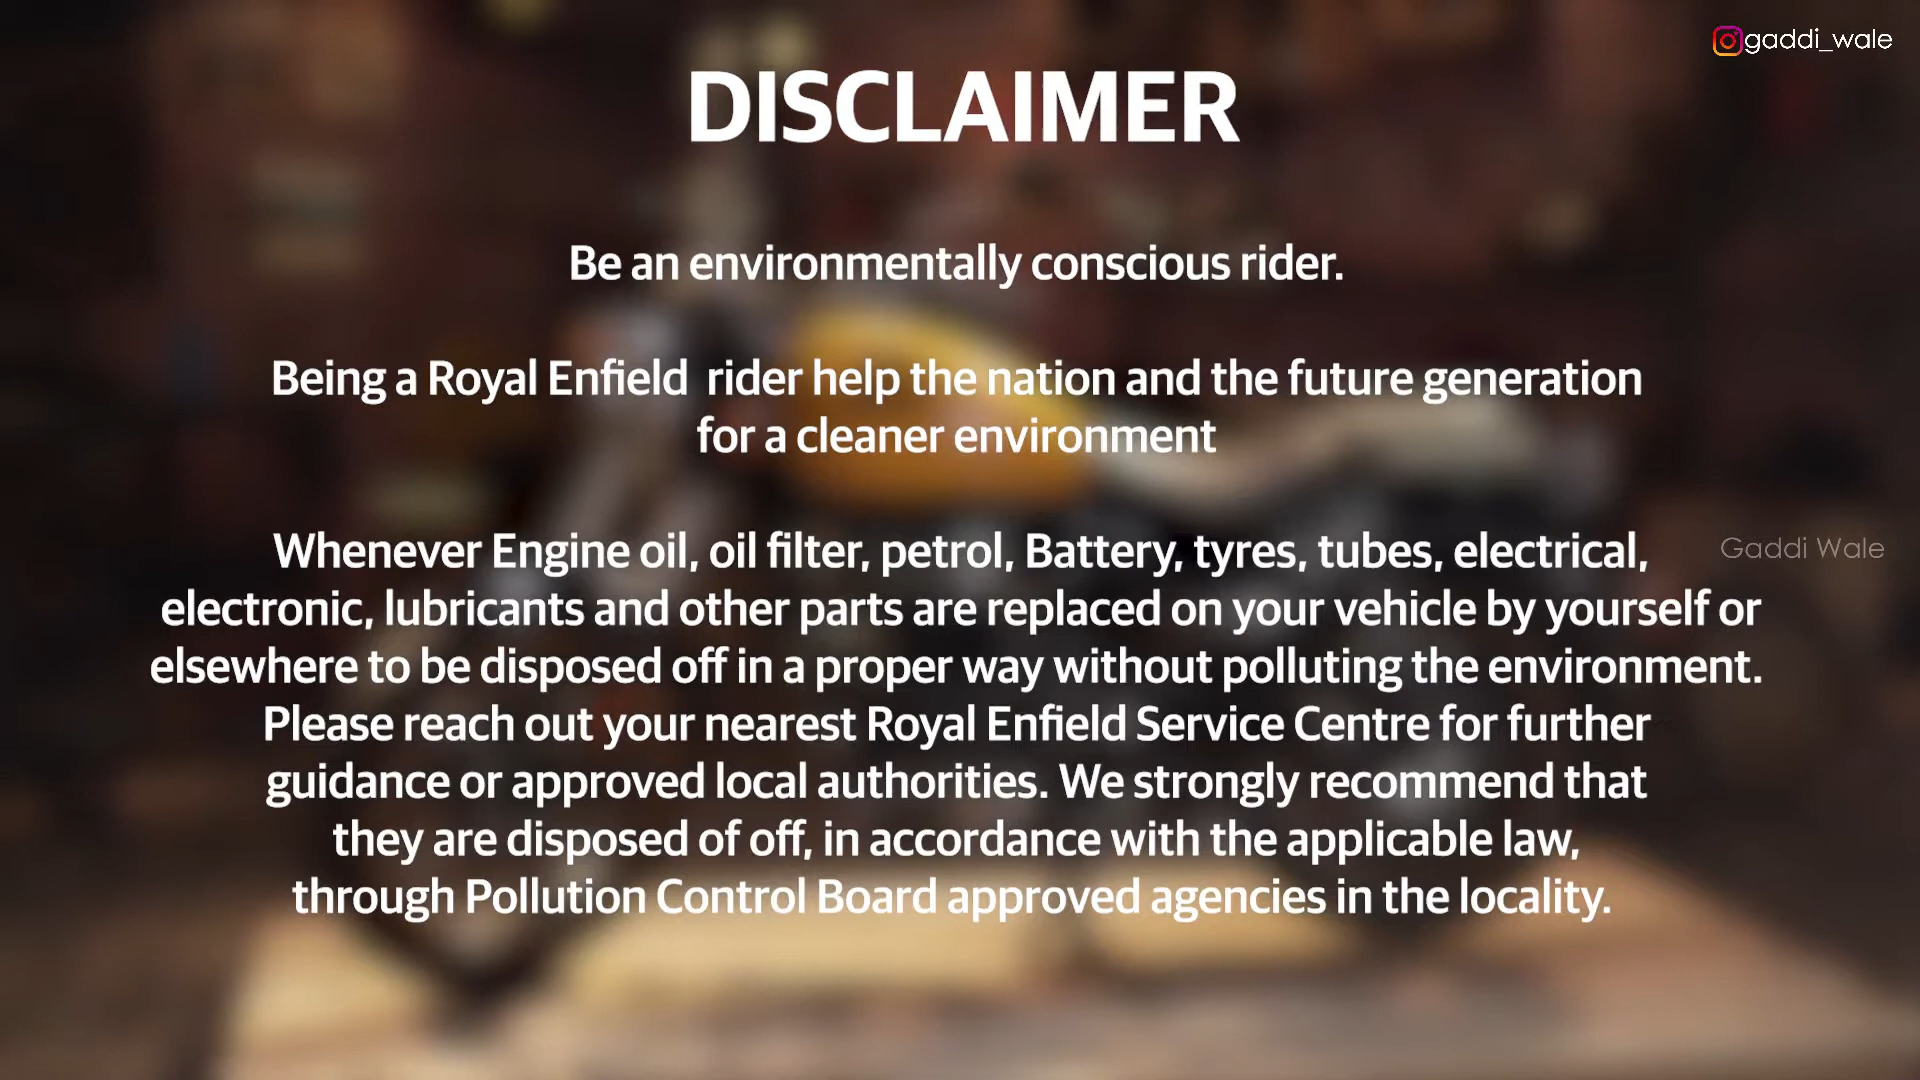 gaddi_wale
DISCLAIMER
Be an environmentally conscious rider.
Being a Royal Enfield rider help the nation and the future generation
for a cleaner environment
Whenever Engine oil, oil filter, petrol, Battery, tyres, tubes, electrical,
Gaddi Wale
electronic, lubricants and other parts are replaced on your vehicle by yourself or
elsewhere to be disposed off in a proper way without polluting the environment.
Please reach out your nearest Royal Enfield Service Centre for further
guidance or approved local authorities. We strongly recommend that
they are disposed of off, in accordance with the applicable law,
through Pollution Control Board approved agencies in the locality.